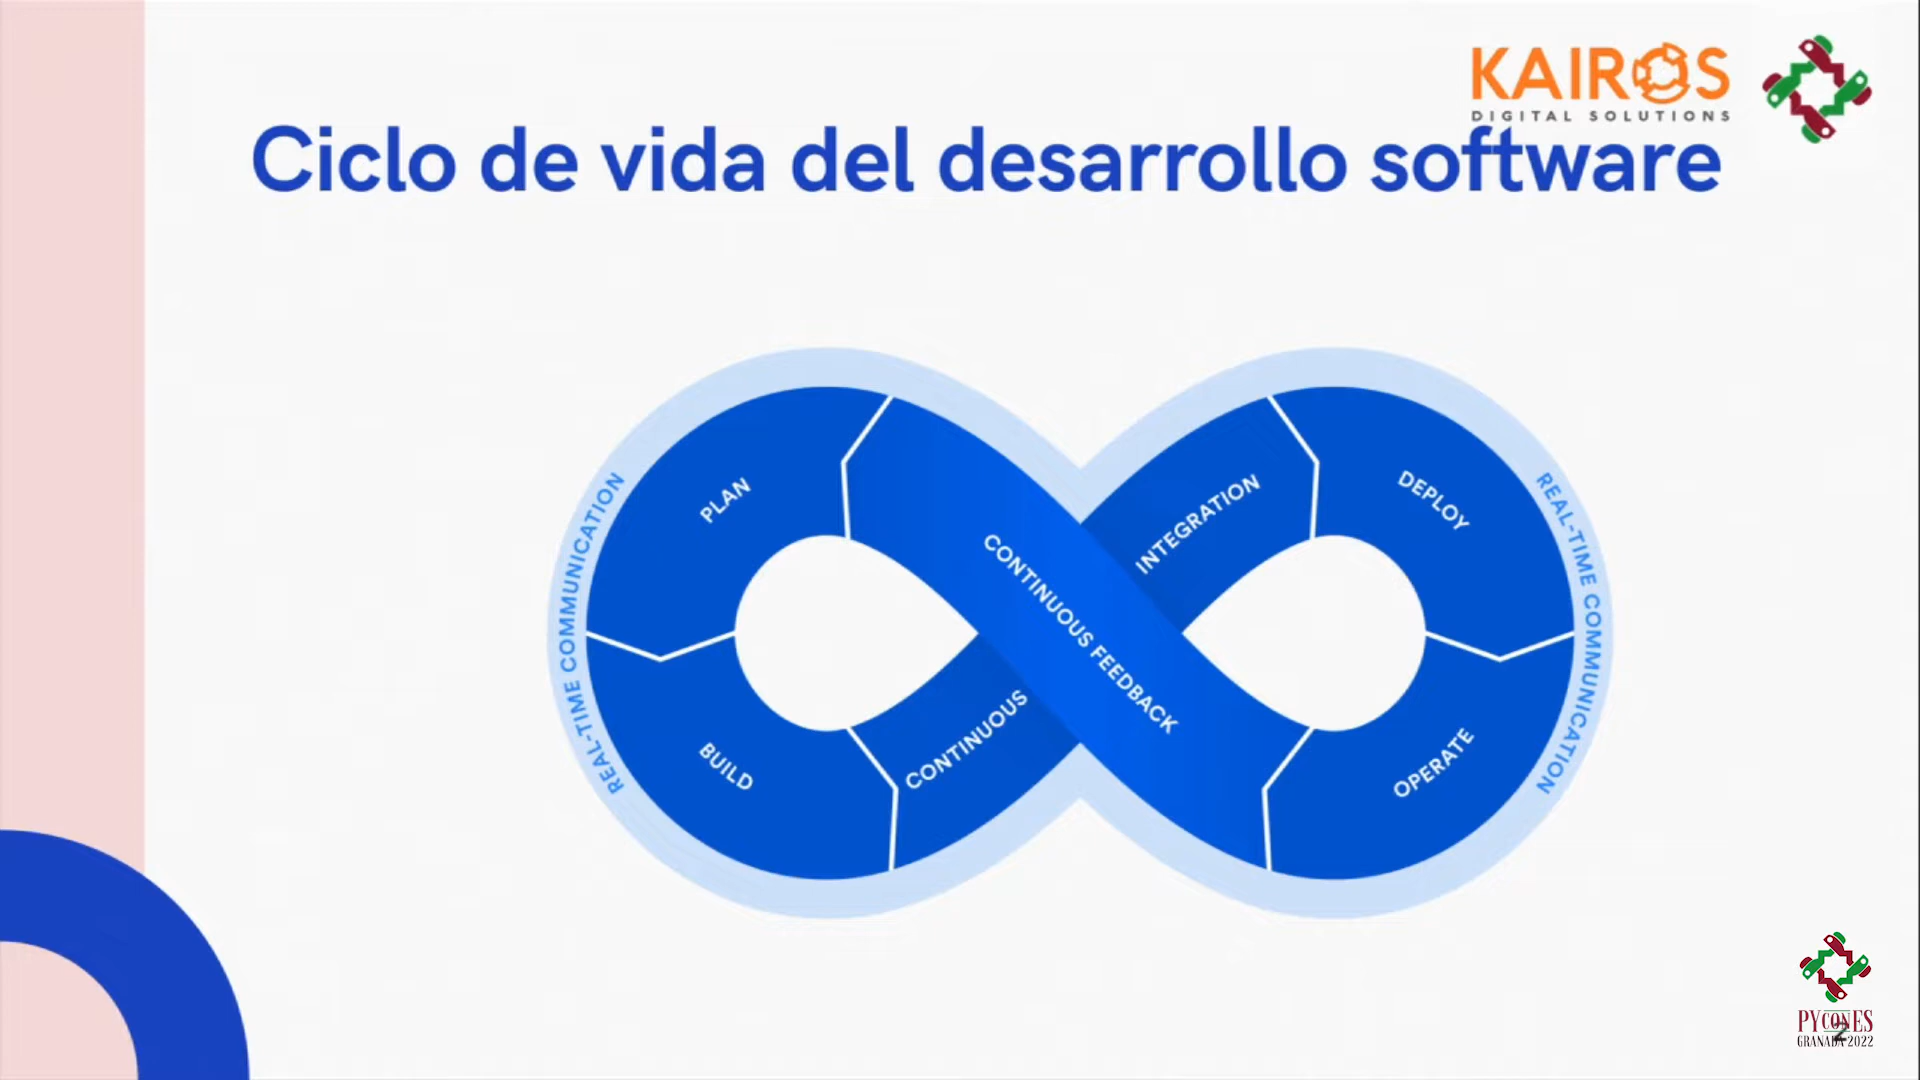 KAIROS
DIGITAL SOLUTIONS
Ciclo de vida del desarrollo software
REAL-TIME COMMUNICATION
PLAN
BUILD
CONTINUOUS
INTEGRATION
CONTINUOUS FEEDBACK
DEPLOY
OPERATE
REAL-TIME COMMUNICATION
PYCONES
GRANADA 2022
2